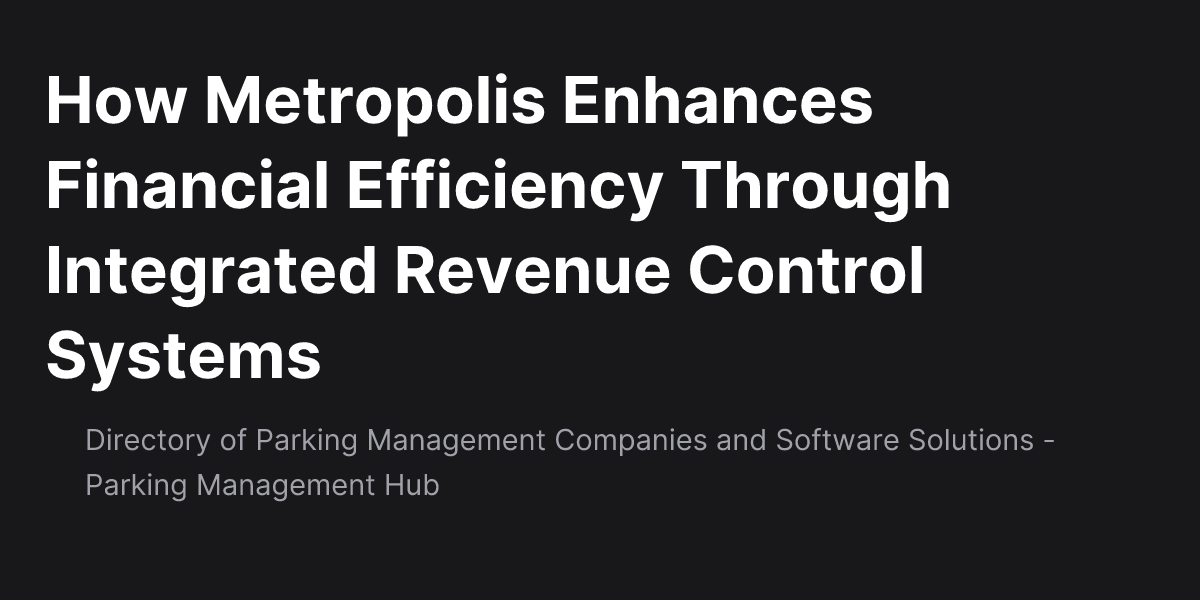 How Metropolis Enhances
Financial Efficiency Through
Integrated Revenue Control
Systems
Directory of Parking Management Companies and Software Solutions -
Parking Management Hub